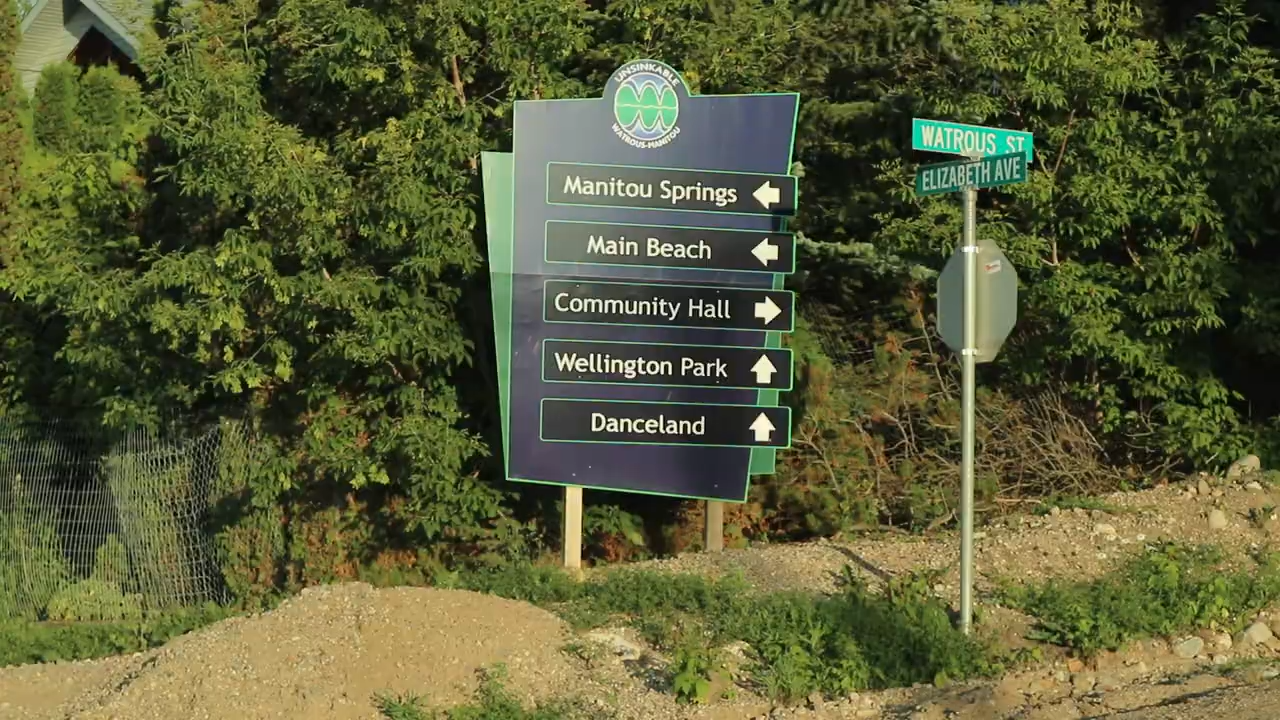 UNSINKABLE
WATROUS-MANITOU
Manitou Springs
Main Beach
Community Hall
Wellington Park
Danceland
WATROUS ST
ELIZABETH AVE